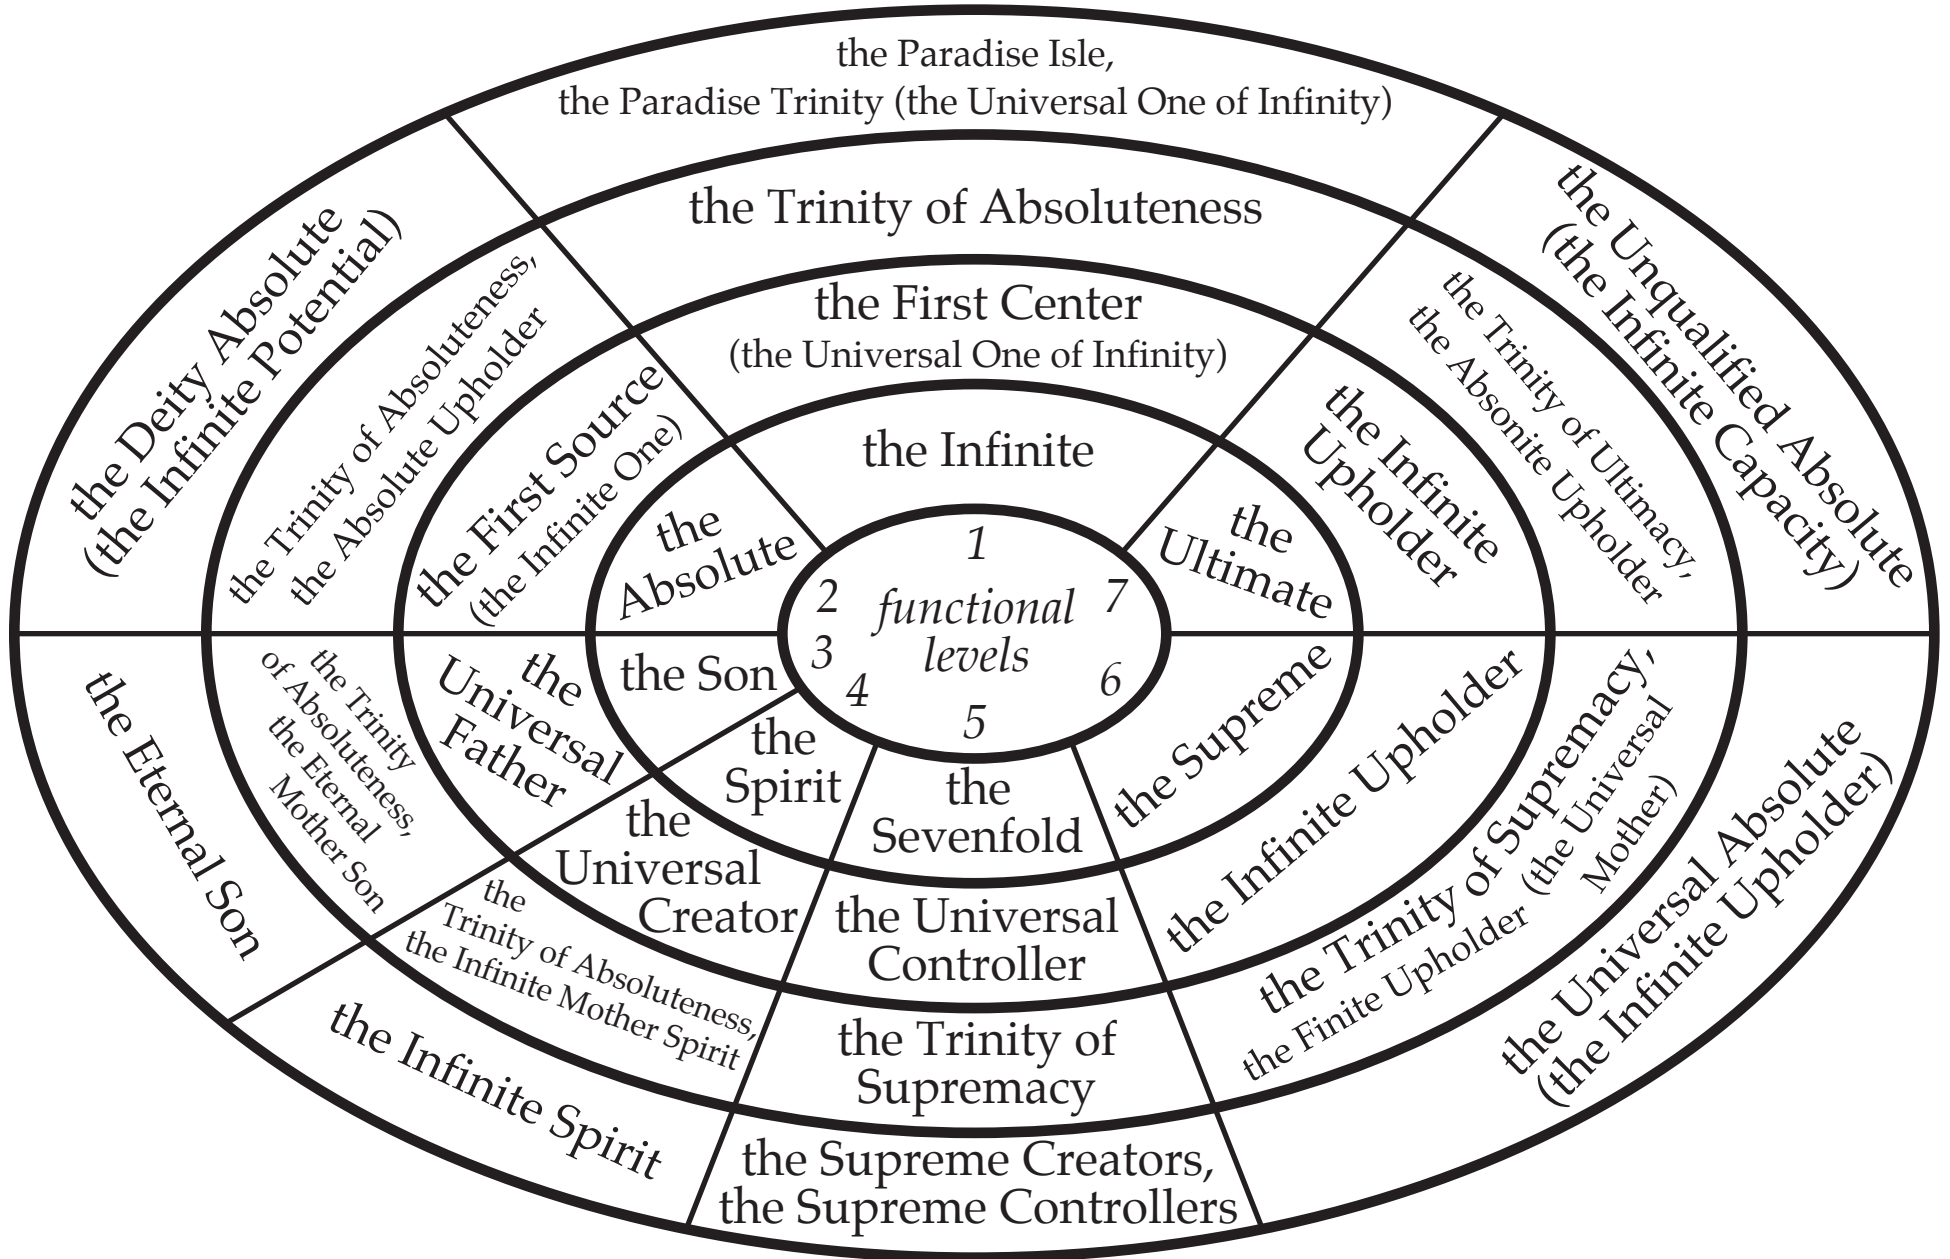 the Paradise Isle,
the Paradise Trinity (the Universal One of Infinity)
the Trinity of Absoluteness
the First Center
(the Universal One of Infinity)
the Infinite
the Deity Absolute
(the Infinite Potential)
the Trinity of Absoluteness,
the Absolute Upholder
the First Source
(the Infinite One)
the
Absolute
the
Ultimate
the Infinite
Upholder
the Trinity of Ultimacy,
the Absonite Upholder
the Unqualified Absolute
(the Infinite Capacity)
1
2
7
functional
levels
3
4
5
6
the Eternal Son
the Trinity
of Absoluteness,
the Eternal
Mother Son
the
Universal
Father
the Son
the
Spirit
the
Universal
Creator
the
Trinity of Absoluteness,
the Infinite Mother Spirit
the Infinite Spirit
the
Sevenfold
the Universal
Controller
the Trinity of
Supremacy
the Supreme Creators,
the Supreme Controllers
the Supreme
the Infinite Upholder
the Trinity of Supremacy,
the Finite Upholder (the Universal
Mother)
the Universal Absolute
(the Infinite Upholder)